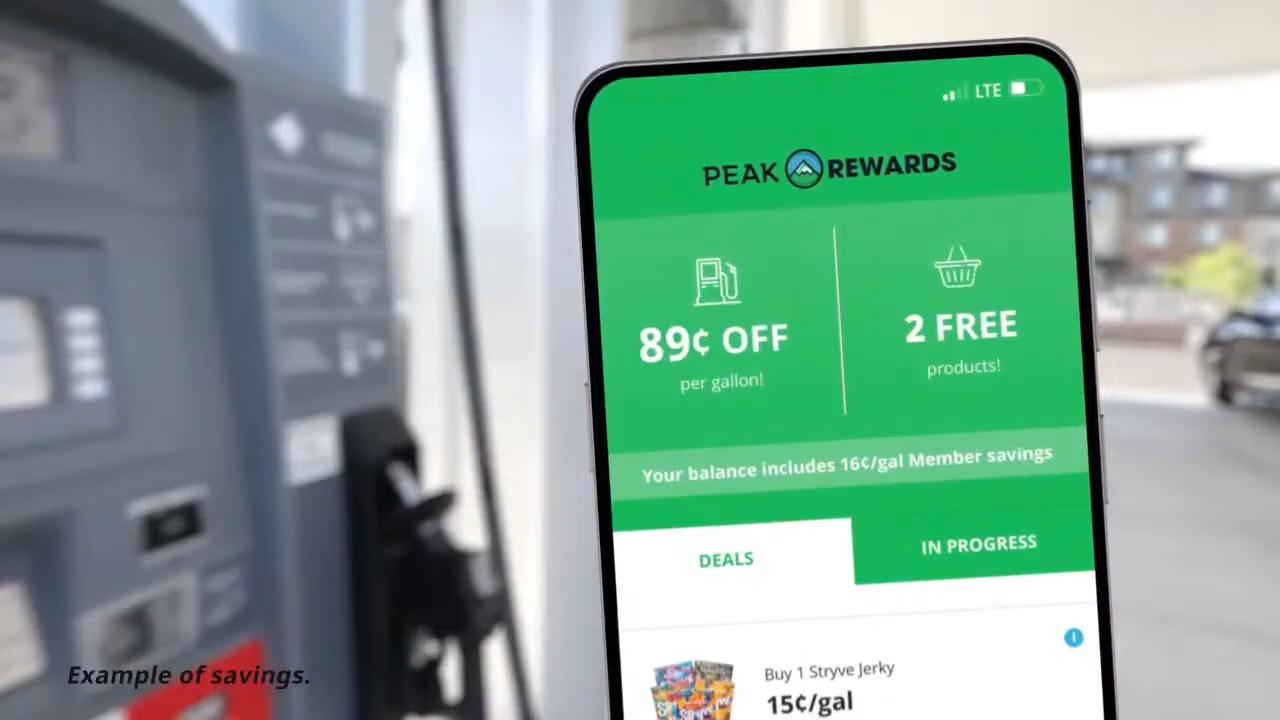 LTE
PEAK REWARDS
89¢ OFF
per gallon!
2 FREE
products!
Your balance includes 16¢/gal Member savings
DEALS
IN PROGRESS
Buy 1 Stryve Jerky
15¢/gal
Example of savings.